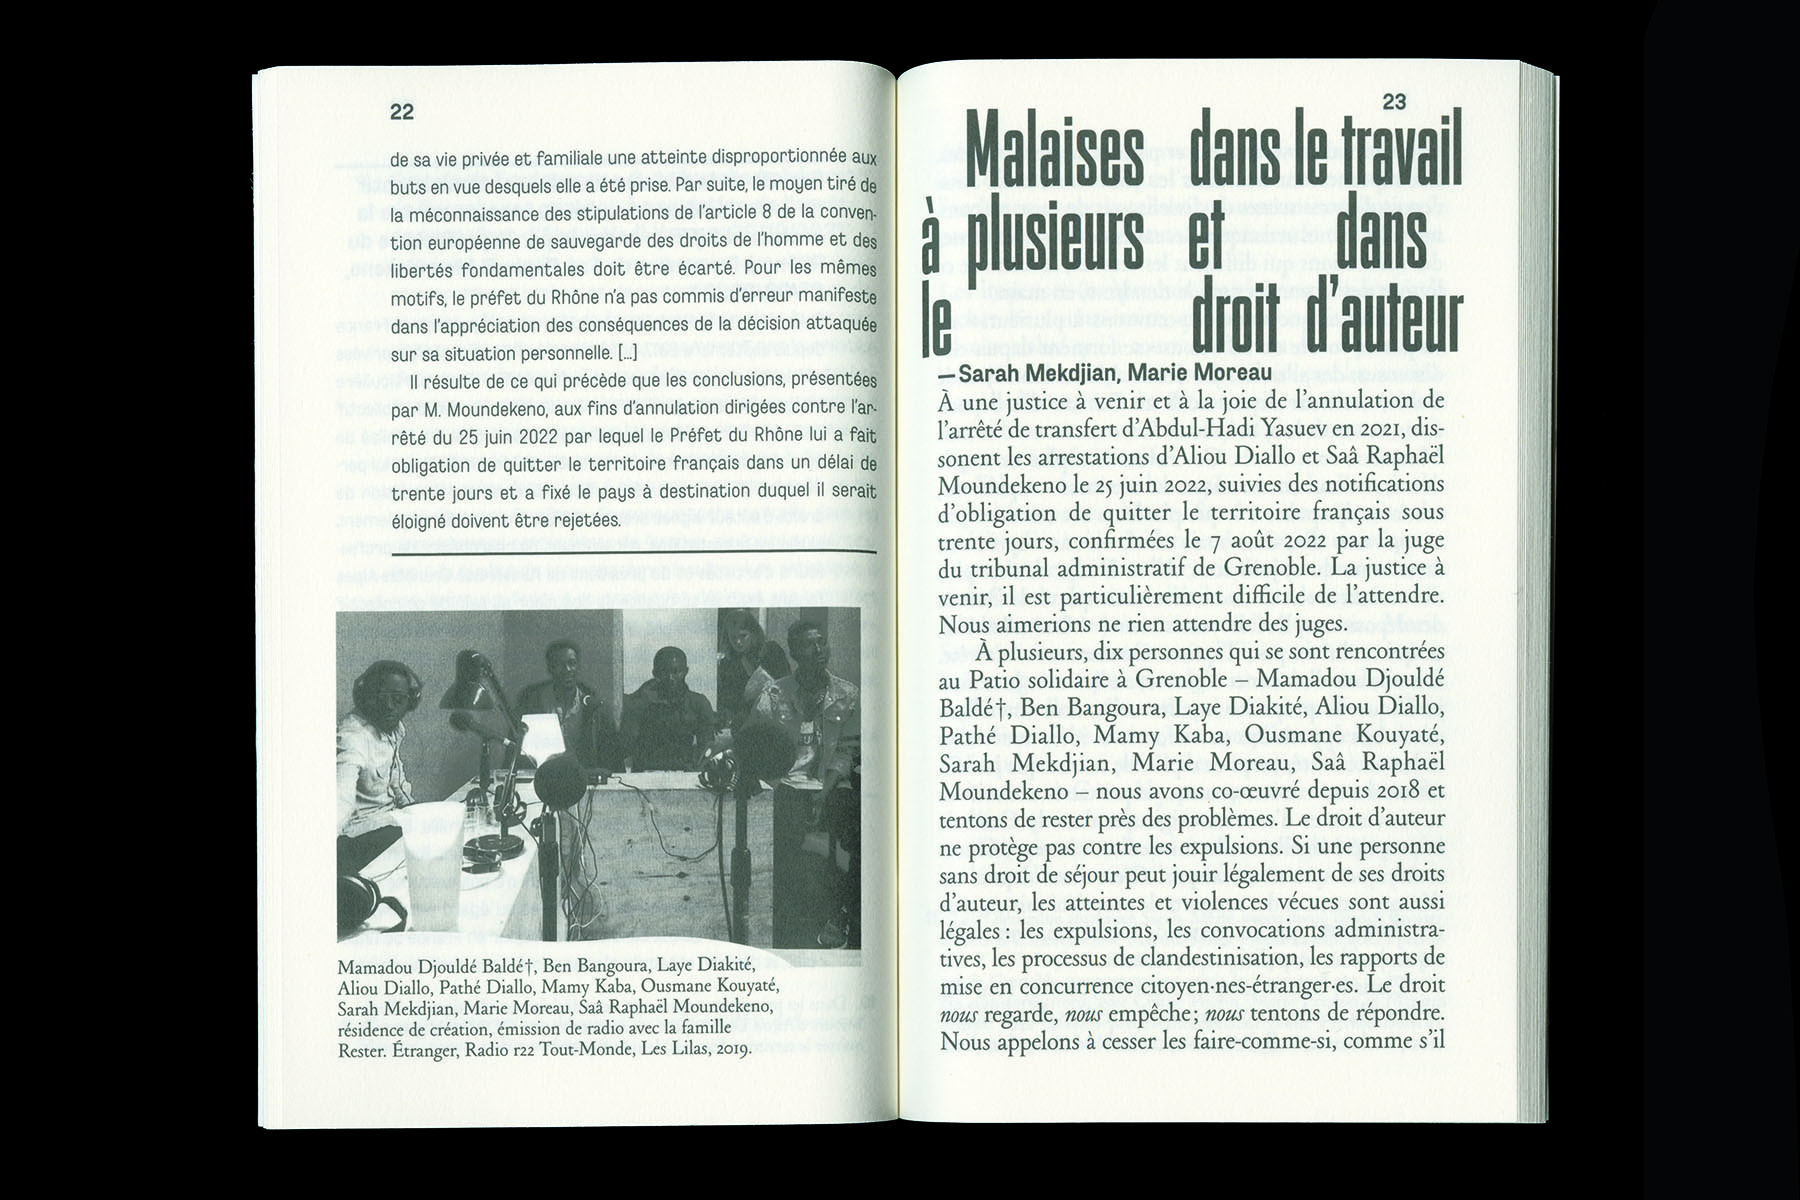 22
de sa vie privée et familiale une atteinte disproportionnée aux
buts en vue desquels elle a été prise. Par suite, le moyen tiré de
la méconnaissance des stipulations de l’article 8 de la conven-
tion européenne de sauvegarde des droits de l’homme et des
libertés fondamentales doit être écarté. Pour les mêmes
motifs, le préfet du Rhône n’a pas commis d’erreur manifeste
dans l’appréciation des conséquences de la décision attaquée
sur sa situation personnelle. […]
Il résulte de ce qui précède que les conclusions, présentées
par M. Moundekeno, aux fins d’annulation dirigées contre l’ar-
rêté du 25 juin 2022 par lequel le Préfet du Rhône lui a fait
obligation de quitter le territoire français dans un délai de
trente jours et a fixé le pays à destination duquel il serait
éloigné doivent être rejetées.
Mamadou Djouldé Baldé†, Ben Bangoura, Laye Diakité,
Aliou Diallo, Pathé Diallo, Mamy Kaba, Ousmane Kouyaté,
Sarah Mekdjian, Marie Moreau, Saâ Raphaël Moundekeno,
résidence de création, émission de radio avec la famille
Rester. Étranger, Radio r22 Tout-Monde, Les Lilas, 2019.
23
Malaises dans le travail
à plusieurs et dans
le droit d’auteur
—Sarah Mekdjian, Marie Moreau
À une justice à venir et à la joie de l’annulation de
l’arrêté de transfert d’Abdul-Hadi Yasuev en 2021, dis-
sonent les arrestations d’Aliou Diallo et Saâ Raphaël
Moundekeno le 25 juin 2022, suivies des notifications
d’obligation de quitter le territoire français sous
trente jours, confirmées le 7 août 2022 par la juge
du tribunal administratif de Grenoble. La justice à
venir, il est particulièrement difficile de l’attendre.
Nous aimerions ne rien attendre des juges.
À plusieurs, dix personnes qui se sont rencontrées
au Patio solidaire à Grenoble – Mamadou Djouldé
Baldé†, Ben Bangoura, Laye Diakité, Aliou Diallo,
Pathé Diallo, Mamy Kaba, Ousmane Kouyaté,
Sarah Mekdjian, Marie Moreau, Saâ Raphaël
Moundekeno – nous avons co-œuvré depuis 2018 et
tentons de rester près des problèmes. Le droit d’auteur
ne protège pas contre les expulsions. Si une personne
sans droit de séjour peut jouir légalement de ses droits
d’auteur, les atteintes et violences vécues sont aussi
légales : les expulsions, les convocations administra-
tives, les processus de clandestinisation, les rapports de
mise en concurrence citoyen·nes-étranger·es. Le droit
nous regarde, nous empêche ; nous tentons de répondre.
Nous appelons à cesser les faire-comme-si, comme s’il